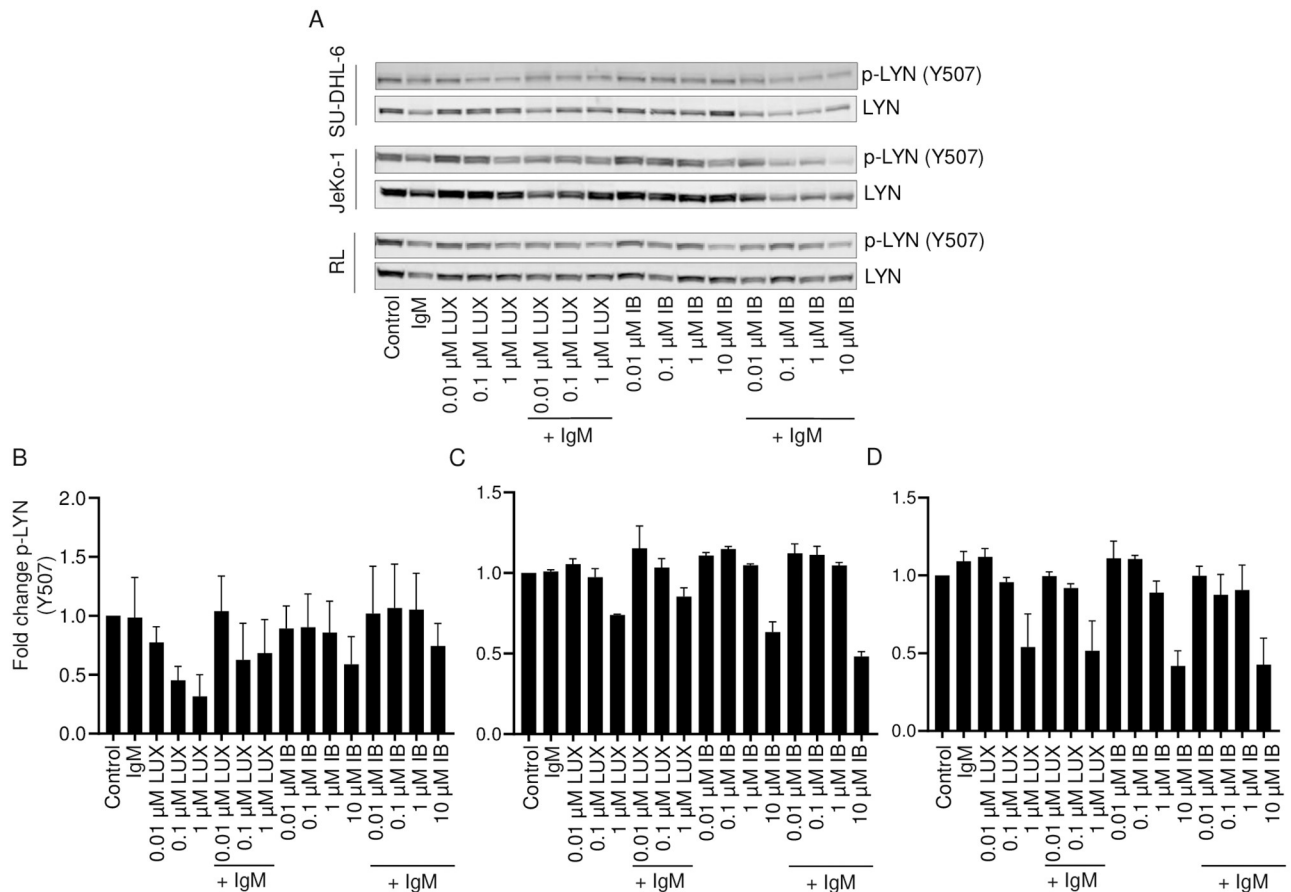 A
SU-DHL-6
p-LYN (Y507)
LYN
JeKo-1
p-LYN (Y507)
LYN
RL
p-LYN (Y507)
LYN
Control
IgM
0.01 µM LUX
0.1 µM LUX
1 µM LUX
0.01 µM LUX
0.1 µM LUX
1 µM LUX
0.01 µM IB
0.1 µM IB
1 µM IB
10 µM IB
0.01 µM IB
0.1 µM IB
1 µM IB
10 µM IB
+ IgM
+ IgM
B
Fold change p-LYN
(Y507)
2.0
1.5
1.0
0.5
0.0
Control
IgM
0.01 µM LUX
0.1 µM LUX
1 µM LUX
0.01 µM LUX
0.1 µM LUX
1 µM LUX
0.01 µM IB
0.1 µM IB
1 µM IB
10 µM IB
0.01 µM IB
0.1 µM IB
1 µM IB
10 µM IB
+ IgM
+ IgM
C
1.5
1.0
0.5
0.0
Control
IgM
0.01 µM LUX
0.1 µM LUX
1 µM LUX
0.01 µM LUX
0.1 µM LUX
1 µM LUX
0.01 µM IB
0.1 µM IB
1 µM IB
10 µM IB
0.01 µM IB
0.1 µM IB
1 µM IB
10 µM IB
+ IgM
+ IgM
D
1.5
1.0
0.5
0.0
Control
IgM
0.01 µM LUX
0.1 µM LUX
1 µM LUX
0.01 µM LUX
0.1 µM LUX
1 µM LUX
0.01 µM IB
0.1 µM IB
1 µM IB
10 µM IB
0.01 µM IB
0.1 µM IB
1 µM IB
10 µM IB
+ IgM
+ IgM